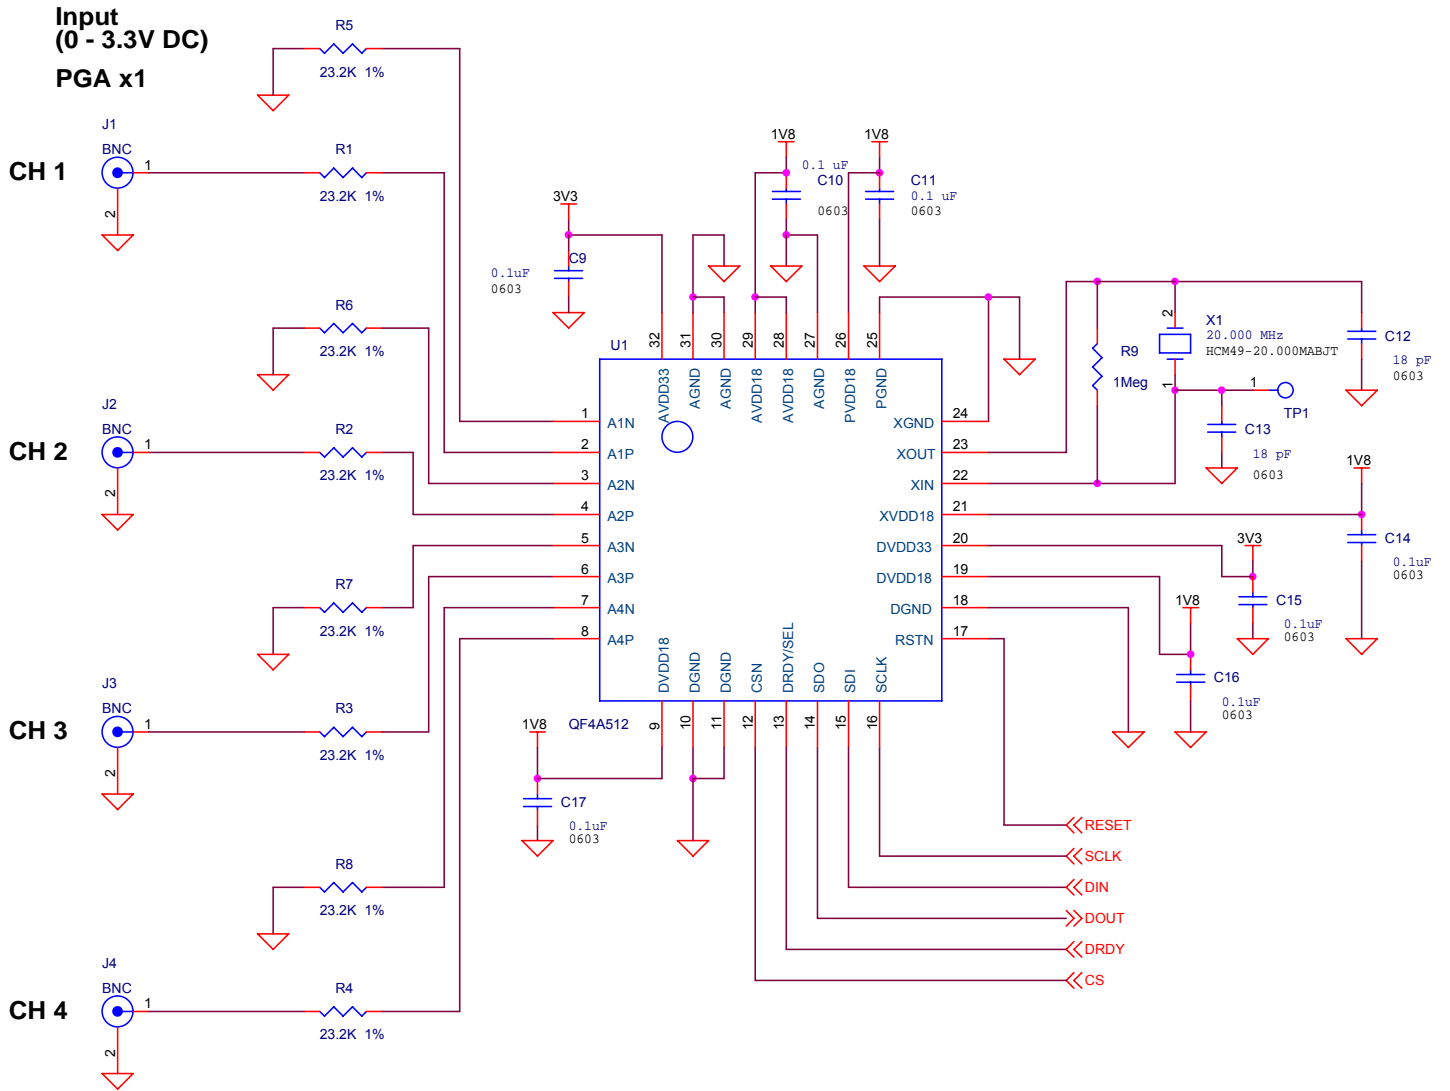 Input
(0 - 3.3V DC)
PGA x1
R5
23.2K 1%
CH 1
J1
BNC
1
2
R1
23.2K 1%
R6
23.2K 1%
CH 2
J2
BNC
1
2
R2
23.2K 1%
R7
23.2K 1%
CH 3
J3
BNC
1
2
R3
23.2K 1%
R8
23.2K 1%
CH 4
J4
BNC
1
2
R4
23.2K 1%
3V3
C9
0.1uF
0603
1V8
0.1 uF
C10
0603
1V8
C11
0.1 uF
0603
U1
32
31
30
29
28
27
26
25
AVDD33
AGND
AGND
AVDD18
AVDD18
AGND
PVDD18
PGND
1 A1N
2 A1P
3 A2N
4 A2P
5 A3N
6 A3P
7 A4N
8 A4P
XGND 24
XOUT 23
XIN 22
XVDD18 21
DVDD33 20
DVDD18 19
DGND 18
RSTN 17
DVDD18
DGND
DGND
CSN
DRDY/SEL
SDO
SDI
SCLK
9
10
11
12
13
14
15
16
QF4A512
1V8
C17
0.1uF
0603
R9
1Meg
2
X1
20.000 MHz
HCM49-20.000MABJT
1
C12
18 pF
0603
1
TP1
C13
18 pF
0603
1V8
C14
0.1uF
0603
3V3
C15
0.1uF
0603
1V8
C16
0.1uF
0603
RESET
SCLK
DIN
DOUT
DRDY
CS